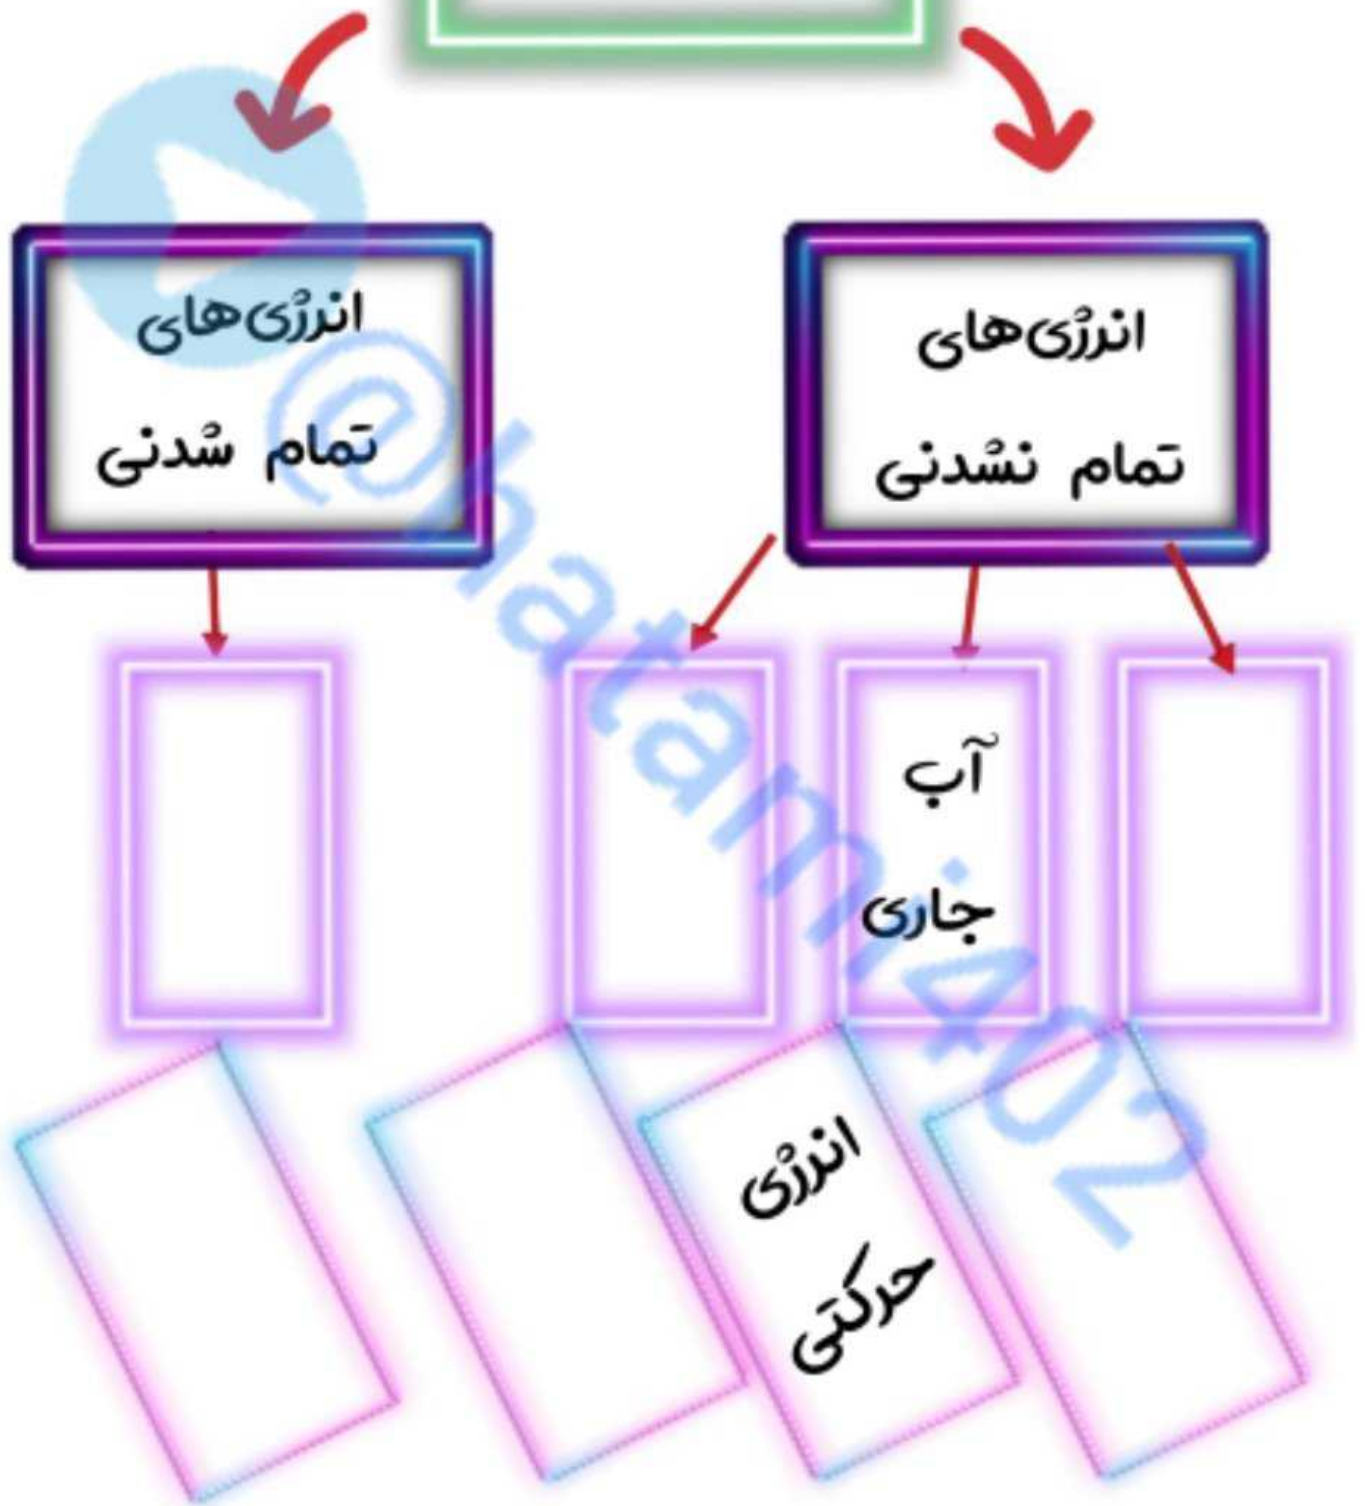 انرژی‌های
تمام نشدنی
انرژی‌های
تمام شدنی
آب
جاری
انرژی
حرکتی
@hatami402